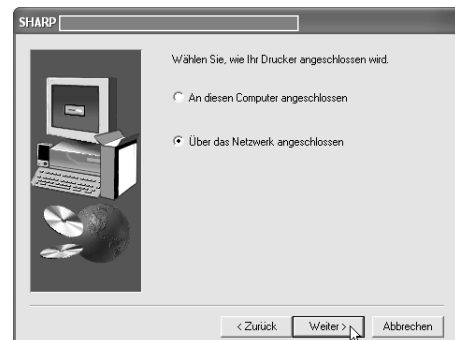 SHARP
Wählen Sie, wie Ihr Drucker angeschlossen wird.
An diesen Computer angeschlossen
Über das Netzwerk angeschlossen
< Zurück
Weiter >
Abbrechen